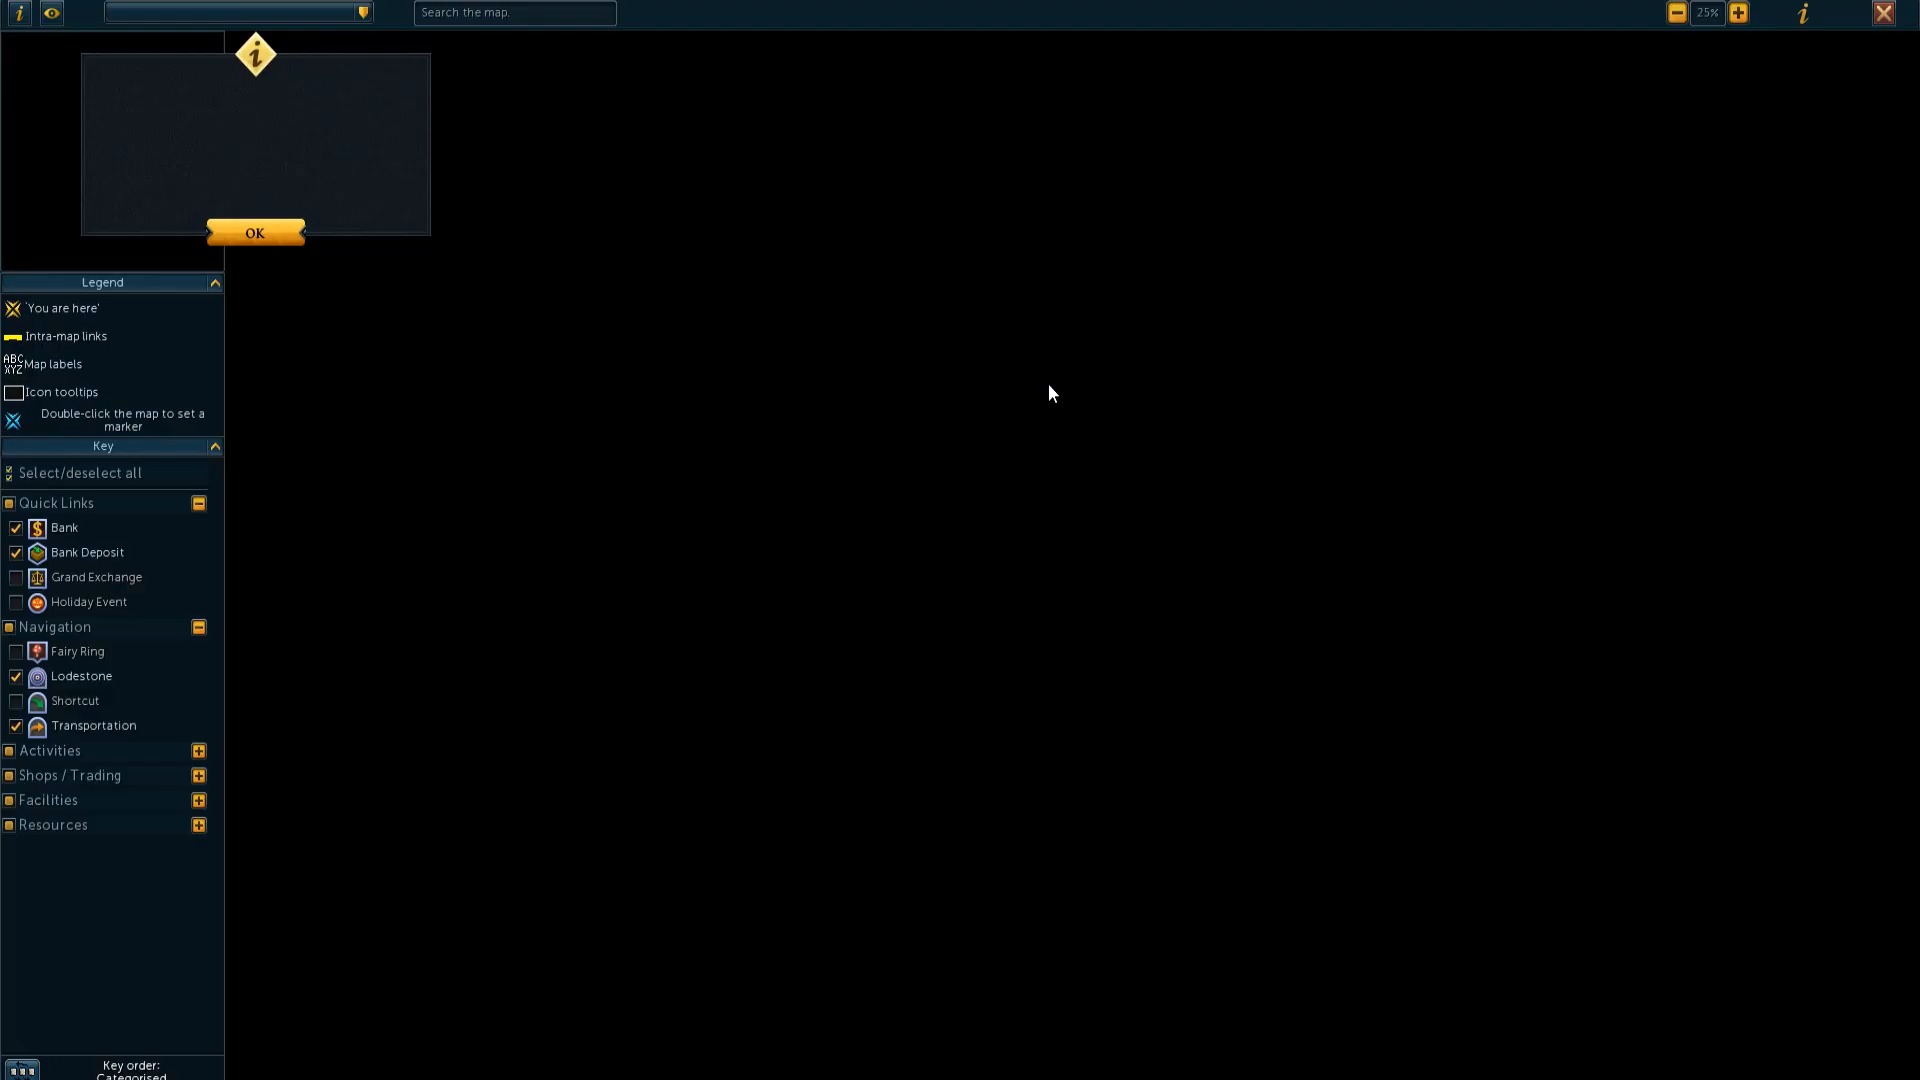 Search the map.
25%
OK
Legend
'You are here'
Intra-map links
ABC
XYZ
Map labels
Icon tooltips
Double-click the map to set a
marker
Key
Select/deselect all
Quick Links
Bank
Bank Deposit
Grand Exchange
Holiday Event
Navigation
Fairy Ring
Lodestone
Shortcut
Transportation
Activities
Shops / Trading
Facilities
Resources
Key order:
Categorised